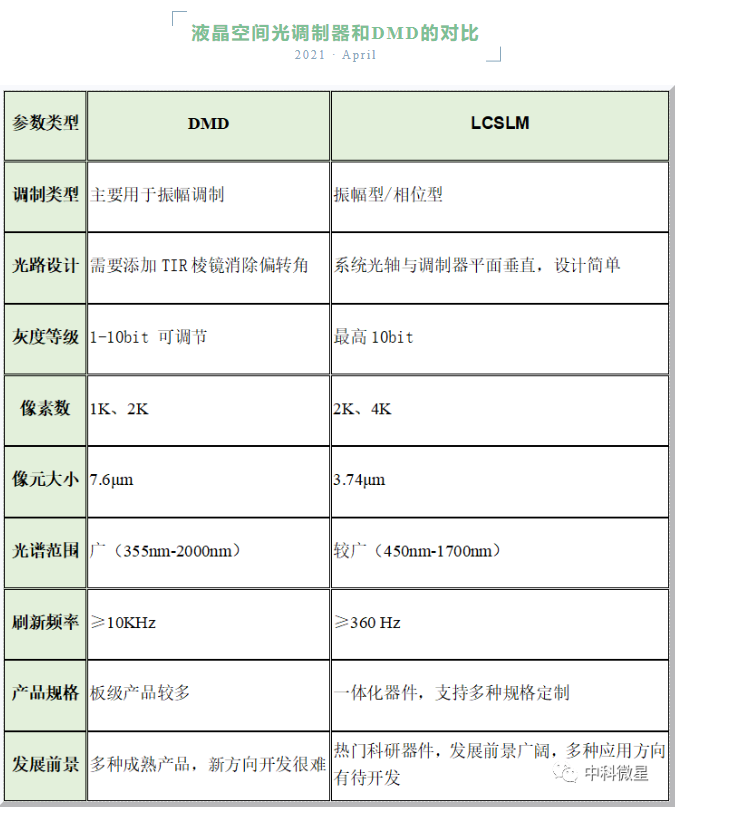 液晶空间光调制器和DMD的对比
2021 · April
参数类型 DMD LCSLM
调制类型 主要用于振幅调制 振幅型/相位型
光路设计 需要添加 TIR 棱镜消除偏转角 系统光轴与调制器平面垂直，设计简单
灰度等级 1-10bit 可调节 最高 10bit
像素数 1K、2K 2K、4K
像元大小 7.6μm 3.74μm
光谱范围 广（355nm-2000nm） 较广（450nm-1700nm）
刷新频率 ≥10KHz ≥360 Hz
产品规格 板级产品较多 一体化器件，支持多种规格定制
发展前景 多种成熟产品，新方向开发很难 热门科研器件，发展前景广阔，多种应用方向
有待开发
中科微星